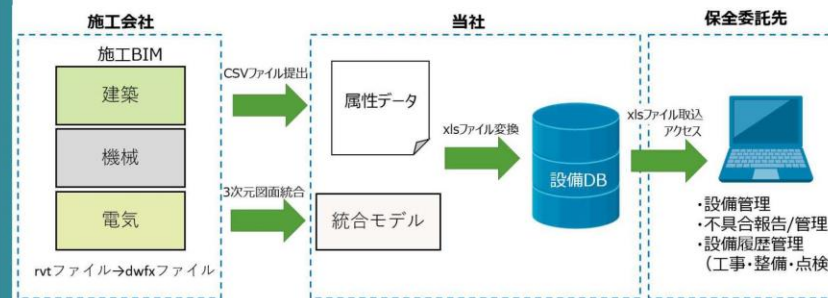 施工会社
施工BIM
建築
機械
電気
rvtファイル→dwfxファイル
CSVファイル提出
3次元図面統合
当社
属性データ
統合モデル
xlsファイル変換
設備DB
xlsファイル取込
アクセス
保全委託先
・設備管理
・不具合報告/管理
・設備履歴管理
（工事・整備・点検